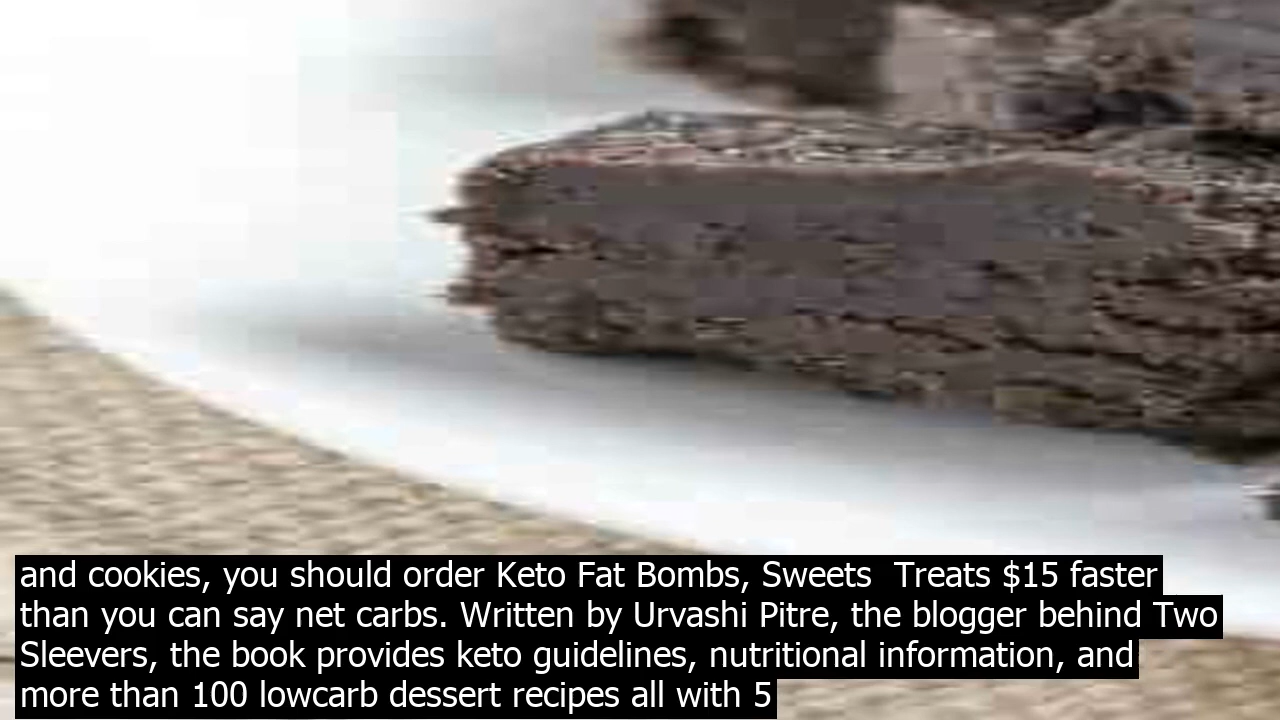 and cookies, you should order Keto Fat Bombs, Sweets  Treats $15 faster
than you can say net carbs. Written by Urvashi Pitre, the blogger behind Two
Sleevers, the book provides keto guidelines, nutritional information, and
more than 100 lowcarb dessert recipes all with 5